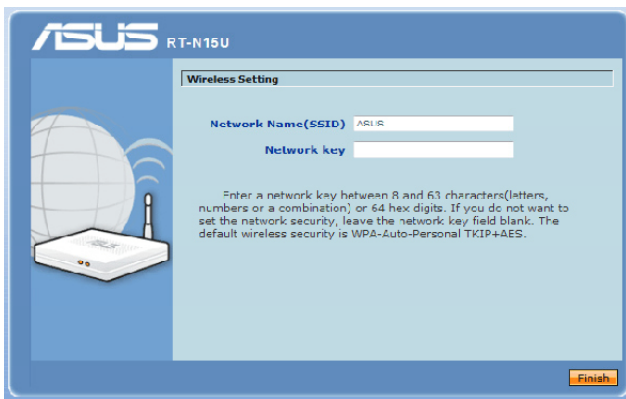 ASUS RT-N15U
Wireless Setting
Network Name(SSID) ASUS
Network key
Enter a network key between 8 and 63 characters(letters,
numbers or a combination) or 64 hex digits. If you do not want to
set the network security, leave the network key field blank. The
default wireless security is WPA-Auto-Personal TKIP+AES.
ASUS
Finish